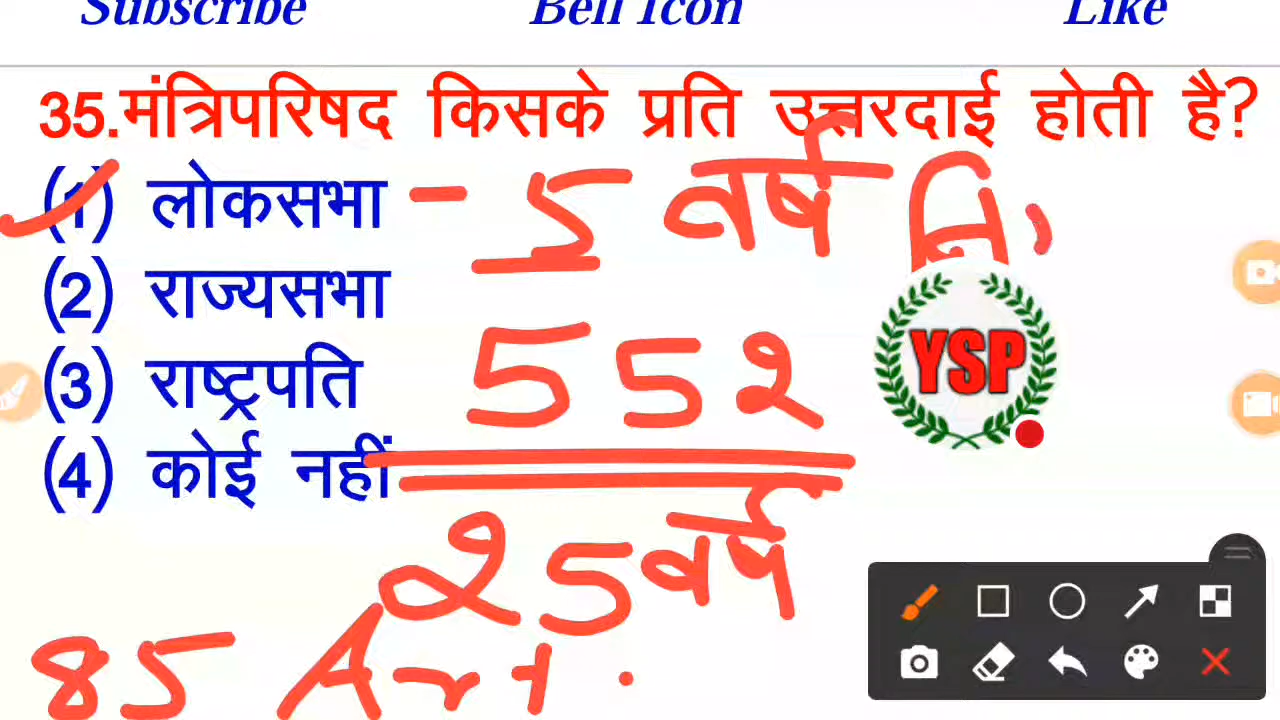 Subscribe Bell Icon Like
35.मंत्रिपरिषद किसके प्रति उत्तरदाई होती है?
(1) लोकसभा - 5 वर्ष
(2) राज्यसभा
YSP
(3) राष्ट्रपति 552
(4) कोई नहीं
25 वर्ष
85 Art.